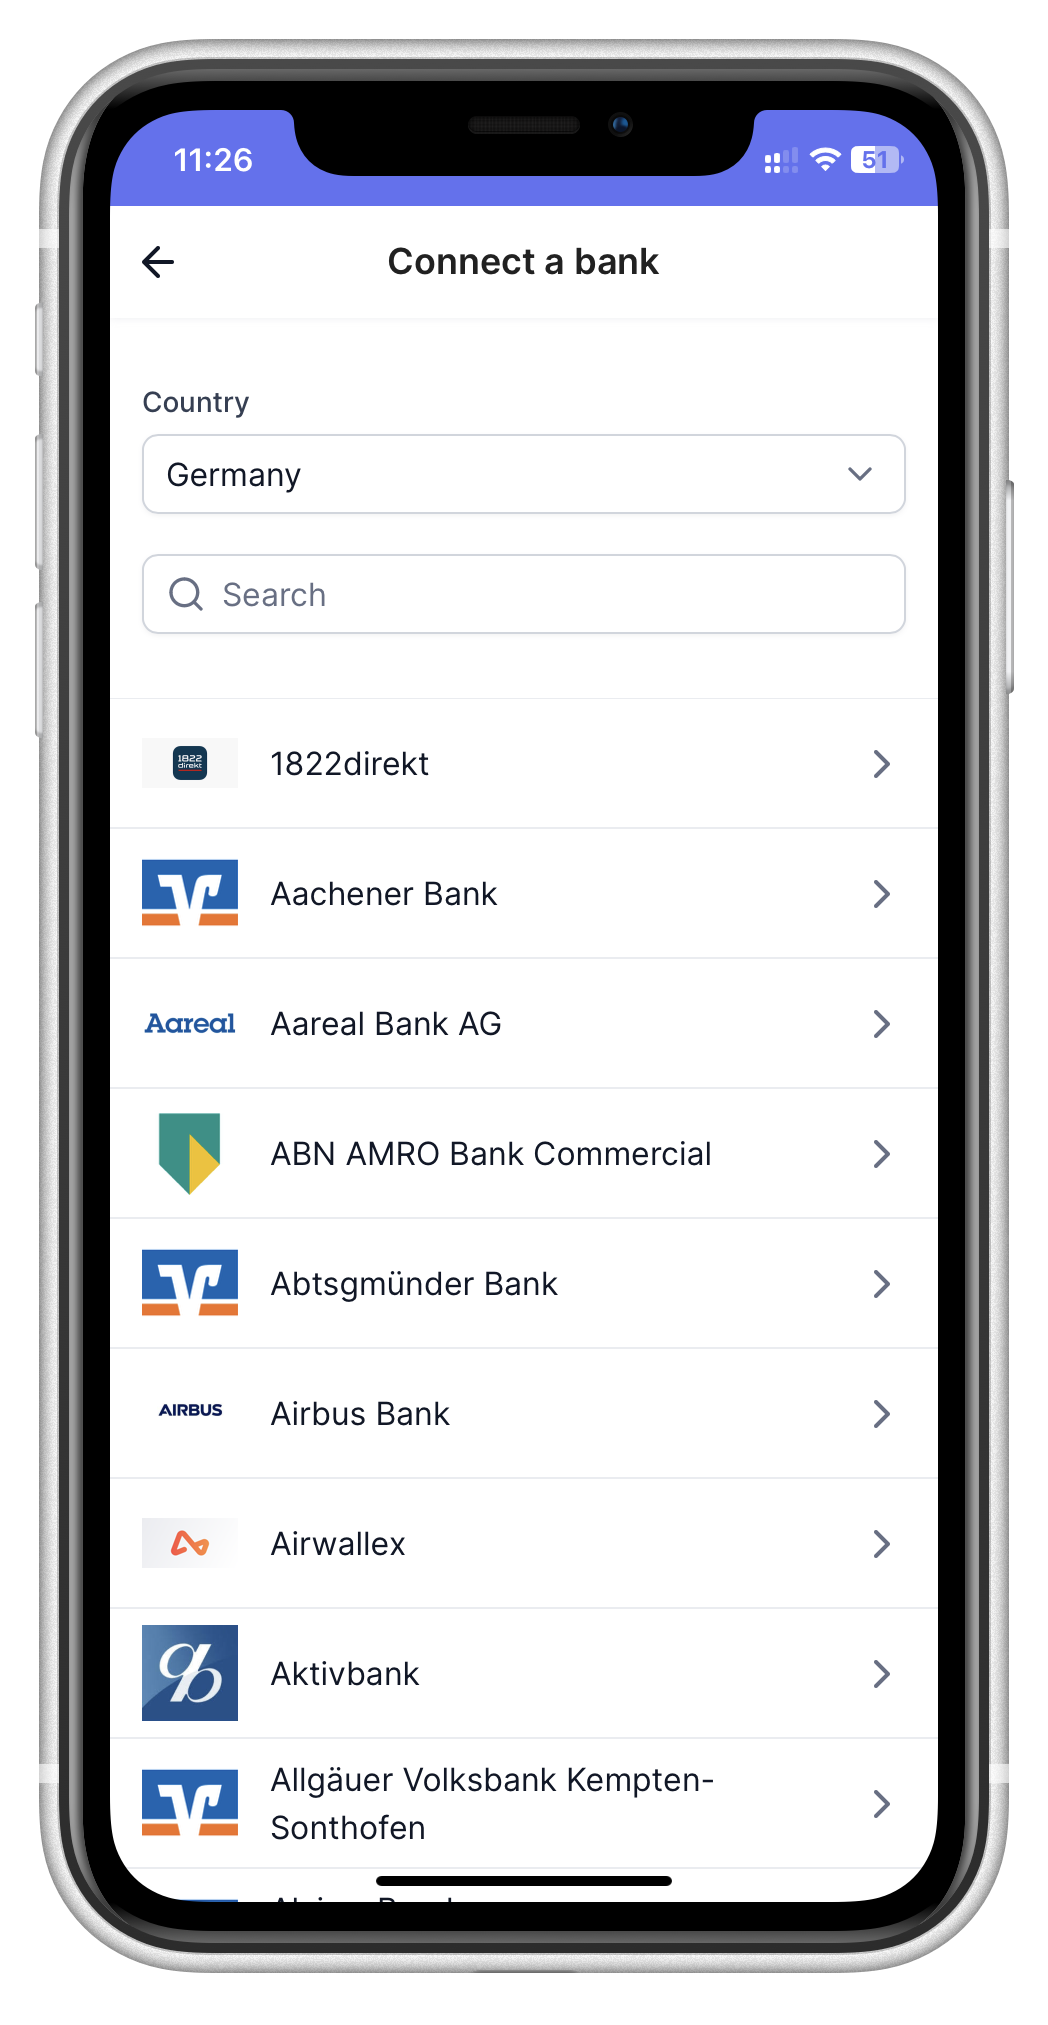 11:26
51
Connect a bank
Country
Germany
Search
1822
direkt
1822direkt
Aachener Bank
Aareal
Aareal Bank AG
ABN AMRO Bank Commercial
Abtsgmünder Bank
AIRBUS
Airbus Bank
Airwallex
Aktivbank
Allgäuer Volksbank Kempten-
Sonthofen